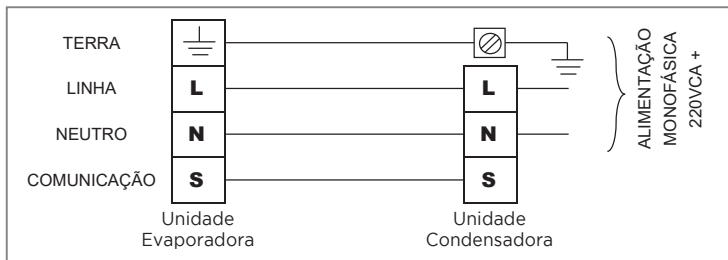 TERRA
LINHA
NEUTRO
COMUNICAÇÃO
L
N
S
L
N
S
Unidade
Evaporadora
Unidade
Condensadora
ALIMENTAÇÃO
MONOFÁSICA
220VCA +